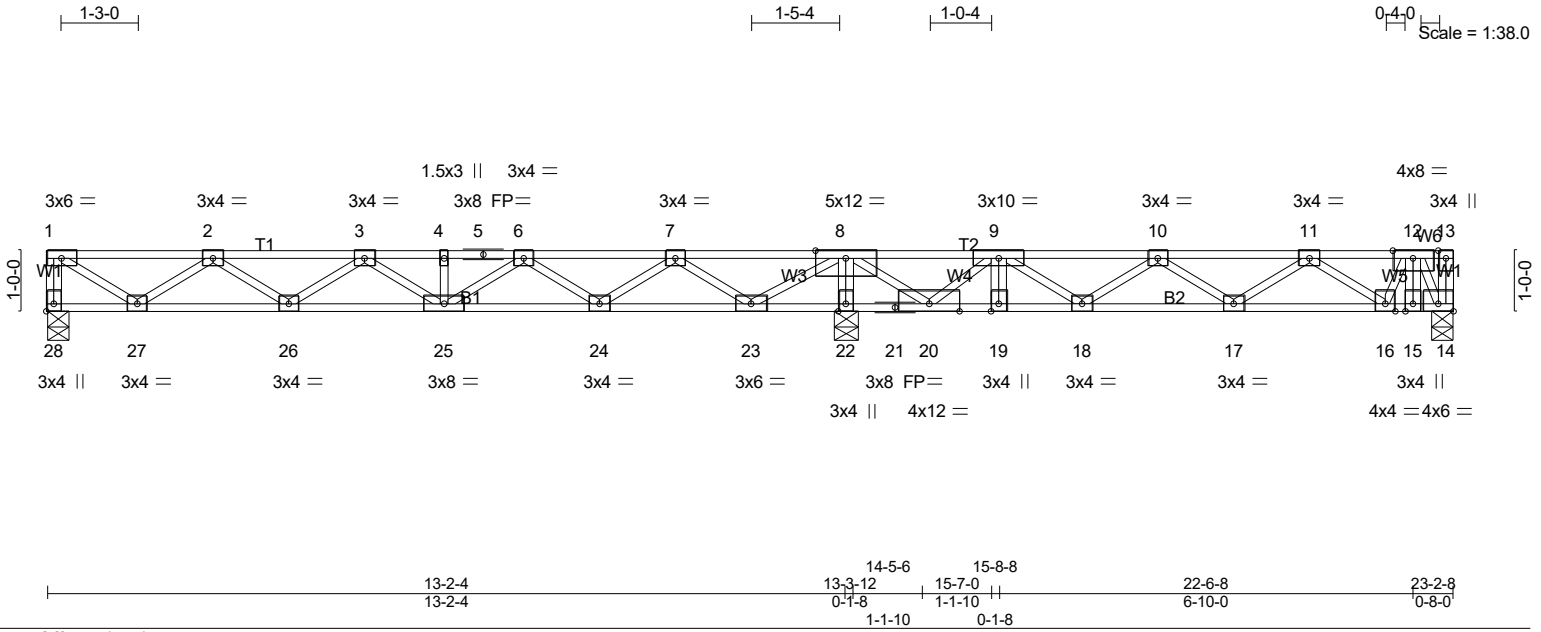 1-3-0 1-5-4 1-0-4 0-4-0
Scale = 1:38.0
1.5x3 || 3x4 = 4x8 =
3x6 = 3x4 = 3x4 = 3x8 FP= 3x4 = 5x12 = 3x10 = 3x4 = 3x4 = 3x4 ||
1 2 3 4 5 6 7 8 9 10 11 12 13
T1 T2 W6
W1 W3 W4 W5 W1
1-0-0 1-0-0
B1 B2
28 27 26 25 24 23 22 21 20 19 18 17 16 15 14
3x4 || 3x4 = 3x4 = 3x8 = 3x4 = 3x6 = 3x8 FP= 3x4 || 3x4 = 3x4 = 3x4 ||
3x4 || 4x12 = 4x4 = 4x6 =
14-5-6 15-8-8
13-2-4 13-3-12 15-7-0 22-6-8 23-2-8
13-2-4 0-1-8 1-1-10 6-10-0 0-8-0
1-1-10 0-1-8